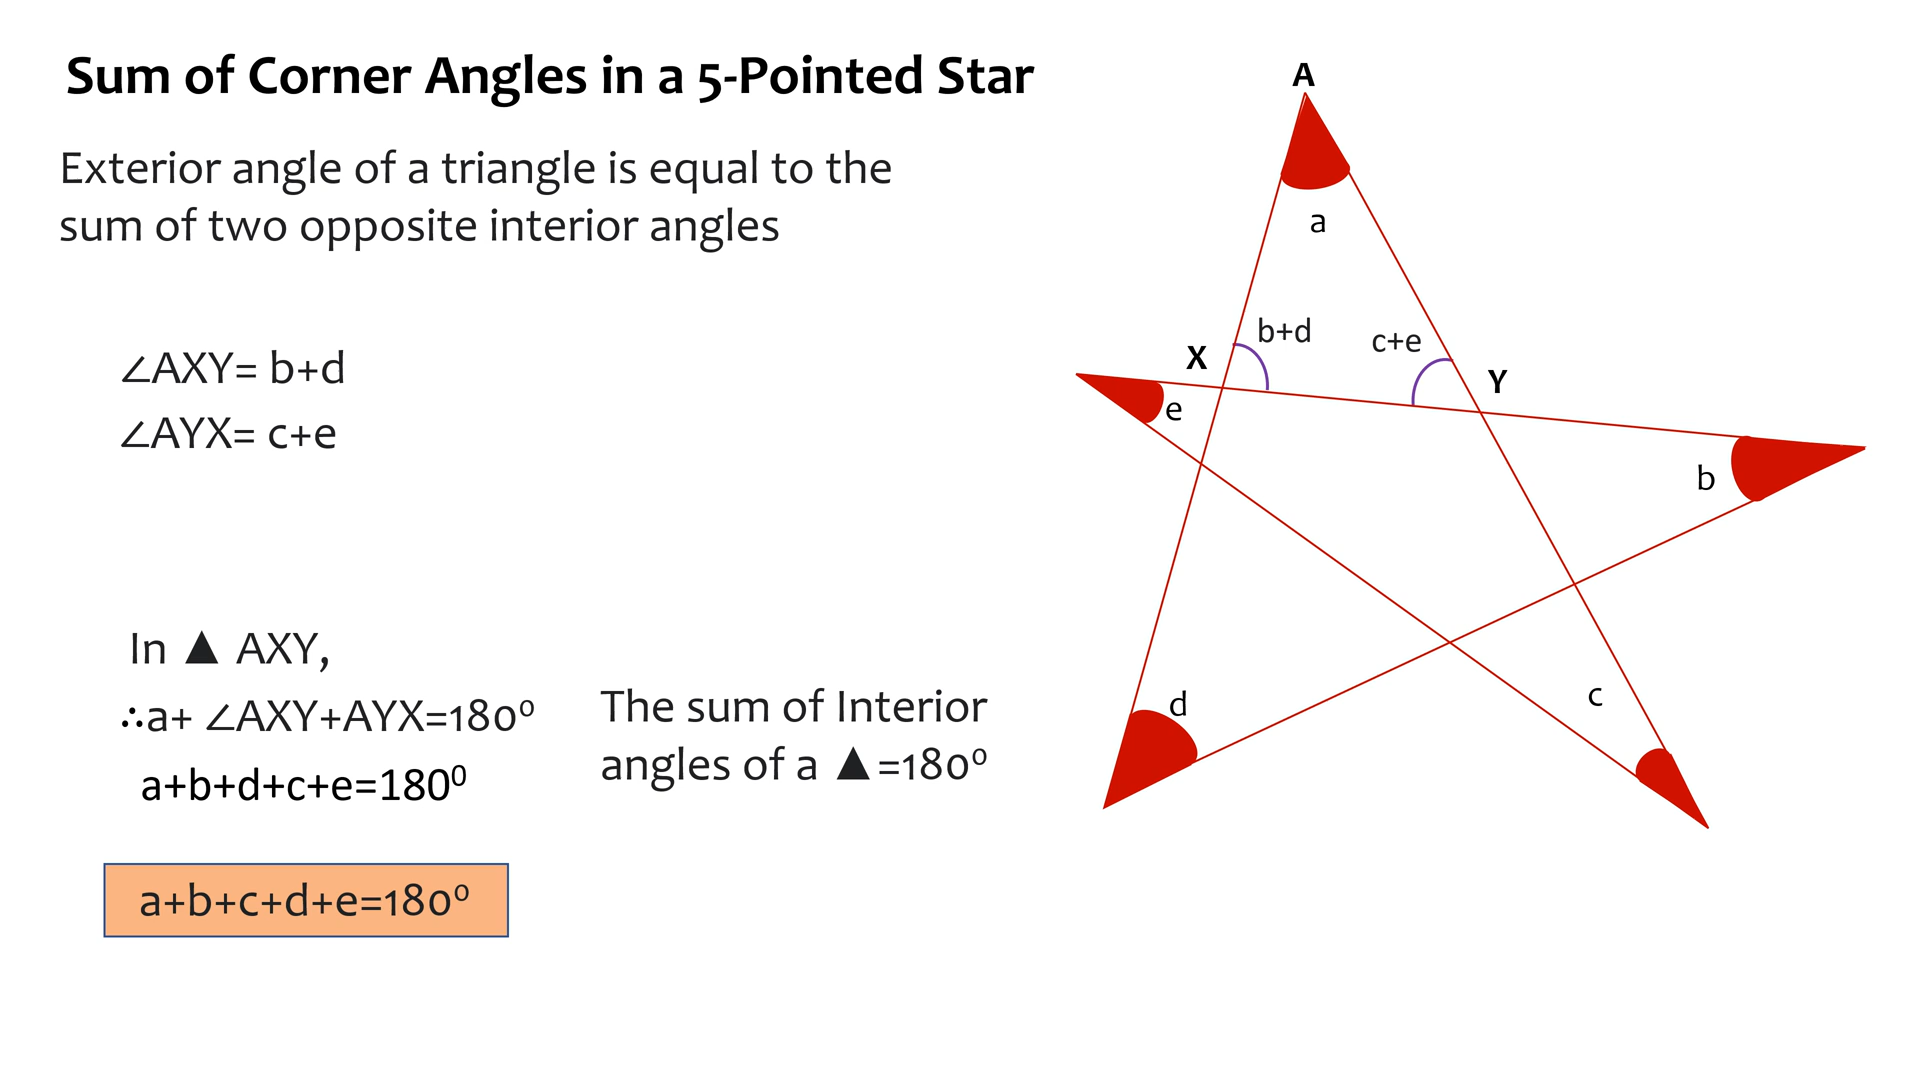 Sum of Corner Angles in a 5-Pointed Star
Exterior angle of a triangle is equal to the
sum of two opposite interior angles
∠AXY= b+d
∠AYX= c+e
In ▲ AXY,
∴a+ ∠AXY+AYX=180⁰
a+b+d+c+e=180⁰
The sum of Interior
angles of a ▲=180⁰
a+b+c+d+e=180⁰
A
a
b+d
c+e
X
Y
e
b
c
d